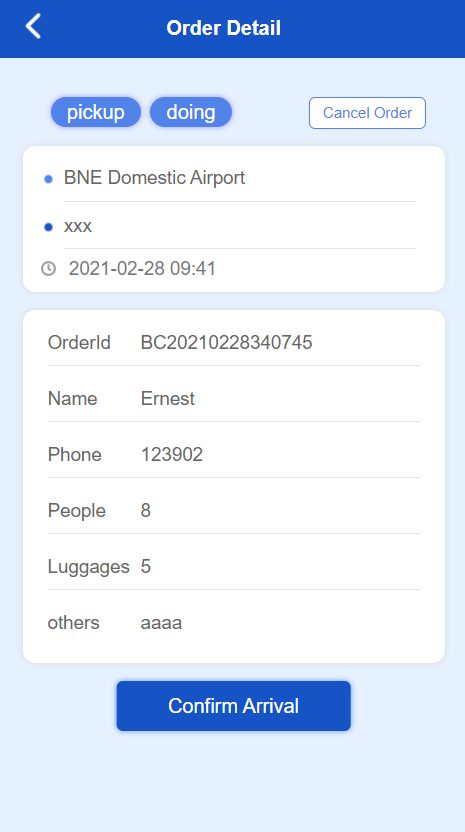 Order Detail
pickup doing Cancel Order
BNE Domestic Airport
xxx
2021-02-28 09:41
OrderId BC20210228340745
Name Ernest
Phone 123902
People 8
Luggages 5
others aaaa
Confirm Arrival